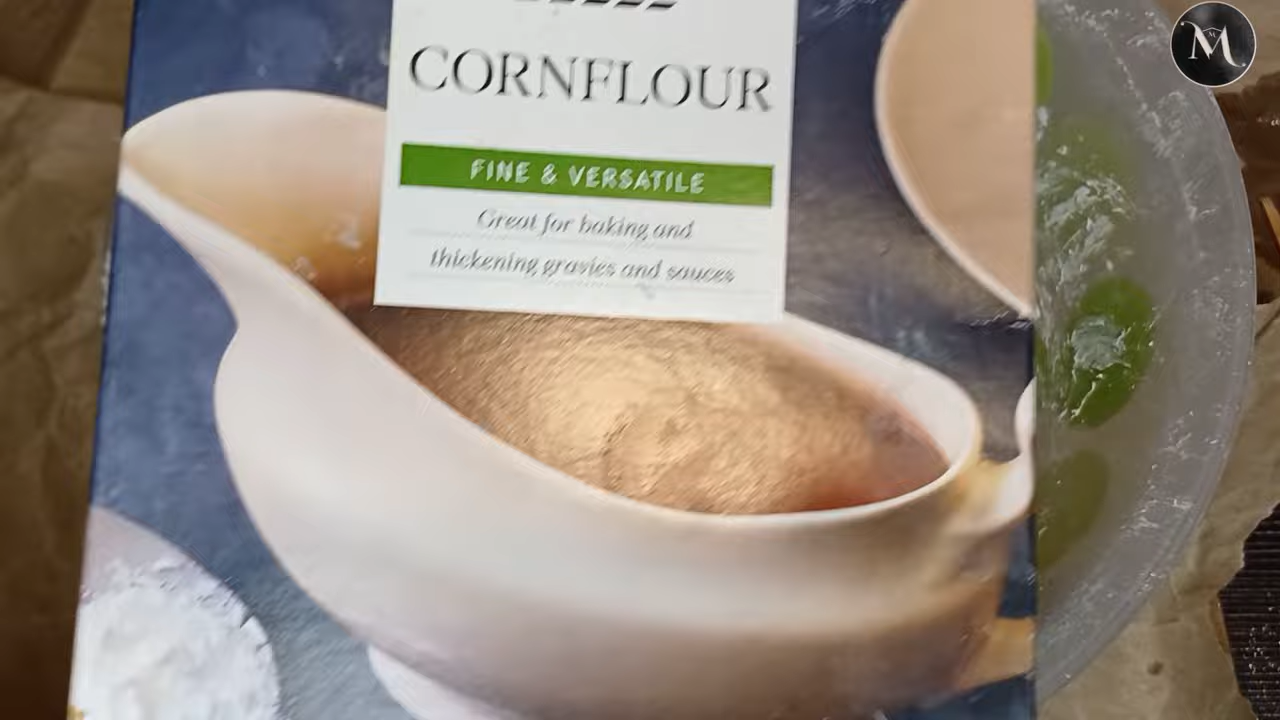 CORNFLOUR
FINE & VERSATILE
Great for baking and
thickening gravies and sauces
M